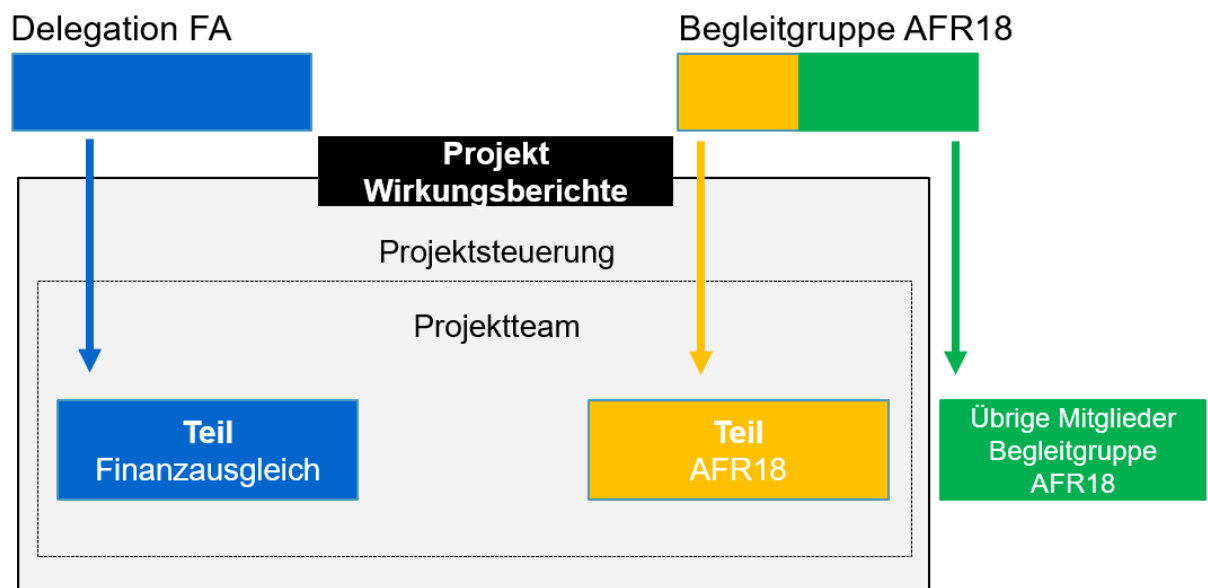 Delegation FA
Begleitgruppe AFR18
Projekt
Wirkungsberichte
Projektsteuerung
Projektteam
Teil
Finanzausgleich
Teil
AFR18
Übrige Mitglieder
Begleitgruppe
AFR18